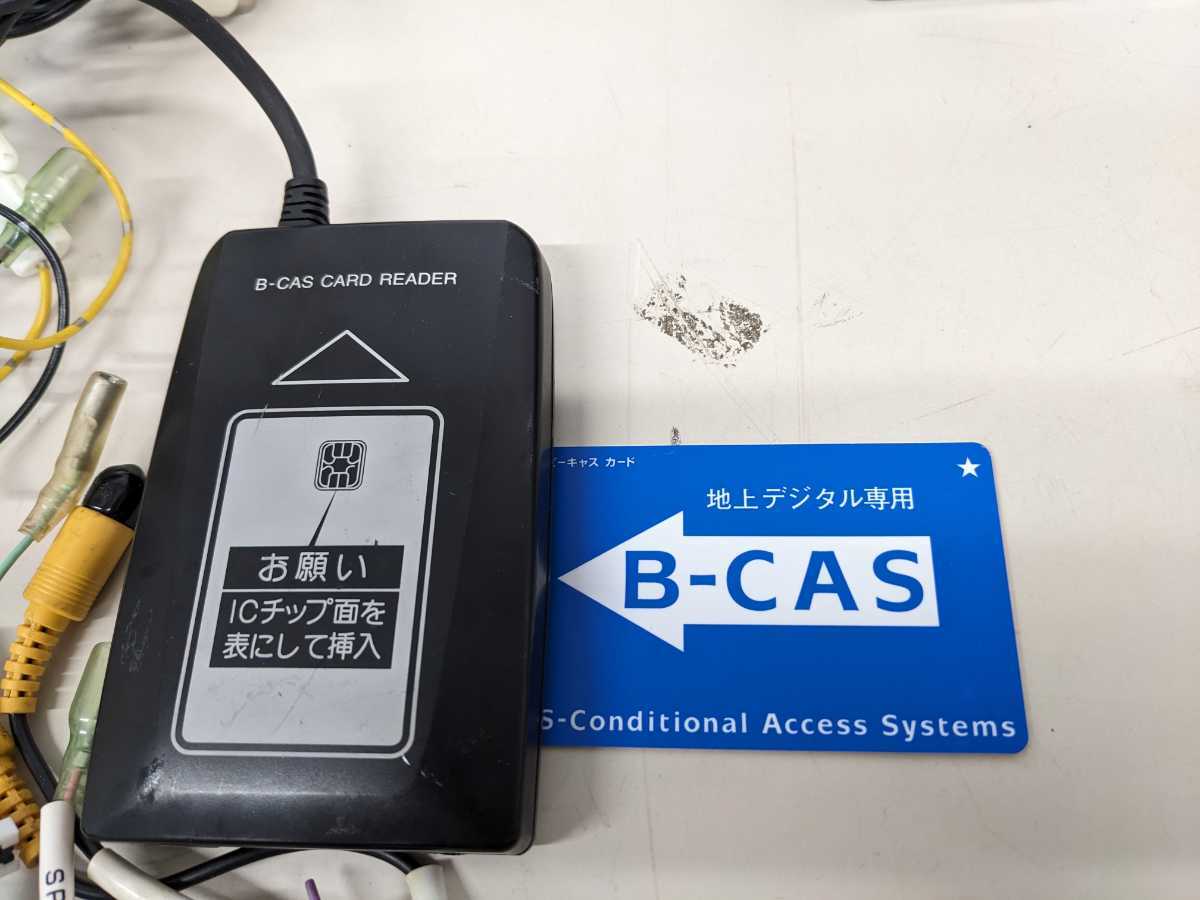 B-CAS CARD READER
お願い
ICチップ面を
表にして挿入
ーキャス カード
地上デジタル専用
B-CAS
S-Conditional Access Systems